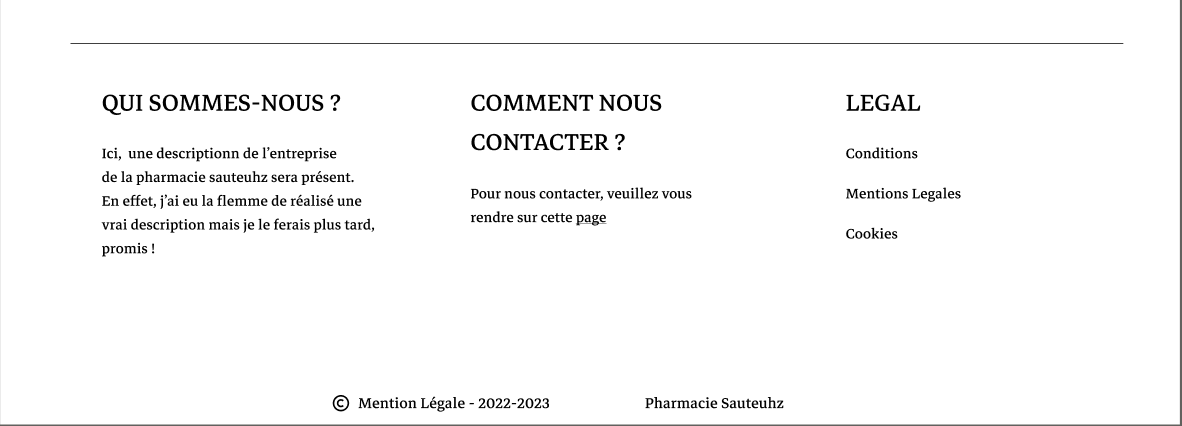 QUI SOMMES-NOUS ?
Ici,  une descriptionn de l’entreprise
de la pharmacie sauteuhz sera présent.
En effet, j’ai eu la flemme de réalisé une
vrai description mais je le ferais plus tard,
promis !
COMMENT NOUS
CONTACTER ?
Pour nous contacter, veuillez vous
rendre sur cette page
LEGAL
Conditions
Mentions Legales
Cookies
© Mention Légale - 2022-2023
Pharmacie Sauteuhz